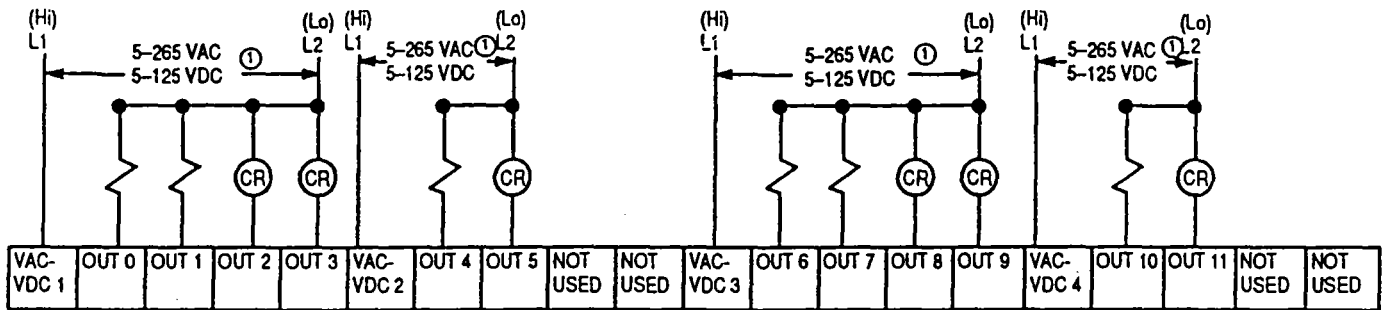 (Hi) (Lo) (Hi) (Lo) (Hi) (Lo) (Hi) (Lo)
L1 L2 L1 L2 L1 L2 L1 L2
5–265 VAC ① 5–265 VAC ① 5–265 VAC ① 5–265 VAC ①
5–125 VDC 5–125 VDC 5–125 VDC 5–125 VDC
CR CR CR CR CR CR
VAC- OUT 0 OUT 1 OUT 2 OUT 3 VAC- OUT 4 OUT 5 NOT NOT VAC- OUT 6 OUT 7 OUT 8 OUT 9 VAC- OUT 10 OUT 11 NOT NOT
VDC 1 VDC 2 USED USED VDC 3 VDC 4 USED USED